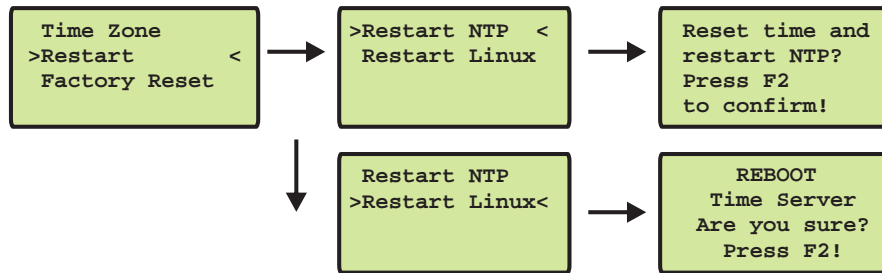 Time Zone
>Restart <
Factory Reset
>Restart NTP <
Restart Linux
Reset time and
restart NTP?
Press F2
to confirm!
Restart NTP
>Restart Linux<
REBOOT
Time Server
Are you sure?
Press F2!